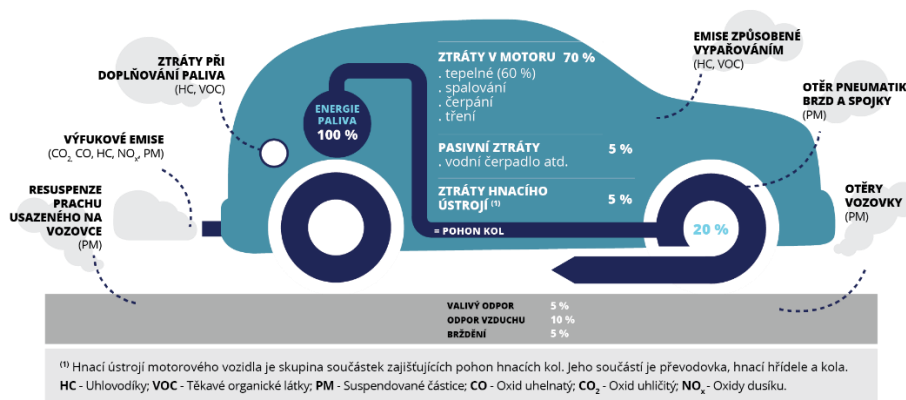 ZTRÁTY PŘI
DOPLŇOVÁNÍ PALIVA
(HC, VOC)
VÝFUKOVÉ EMISE
(CO₂ CO, HC, NOₓ, PM)
RESUSPENZE
PRACHU
USAZENÉHO NA
VOZOVCE
(PM)
ENERGIE
PALIVA
100 %
ZTRÁTY V MOTORU 70 %
. tepelné (60 %)
. spalování
. čerpání
. tření
PASIVNÍ ZTRÁTY 5 %
. vodní čerpadlo atd.
ZTRÁTY HNACÍHO
ÚSTROJÍ ⁽¹⁾ 5 %
= POHON KOL
20 %
EMISE ZPŮSOBENÉ
VYPAŘOVÁNÍM
(HC, VOC)
OTĚR PNEUMATIK
BRZD A SPOJKY
(PM)
OTĚRY
VOZOVKY
(PM)
VALIVÝ ODPOR 5 %
ODPOR VZDUCHU 10 %
BRŽDĚNÍ 5 %
⁽¹⁾ Hnací ústrojí motorového vozidla je skupina součástek zajišťujících pohon hnacích kol. Jeho součástí je převodovka, hnací hřídele a kola.
HC - Uhlovodíky; VOC - Těkavé organické látky; PM - Suspendované částice; CO - Oxid uhelnatý; CO₂ - Oxid uhličitý; NOₓ - Oxidy dusíku.